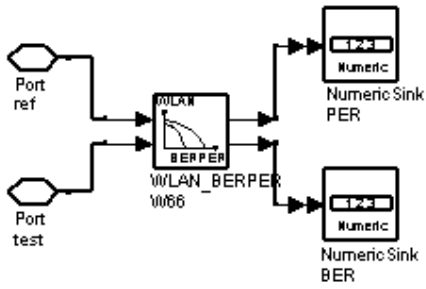 Port
ref
WLAN
BERPER
WLAN_BERPER
W66
123
Numeric
Numeric Sink
PER
Port
test
123
Numeric
Numeric Sink
BER